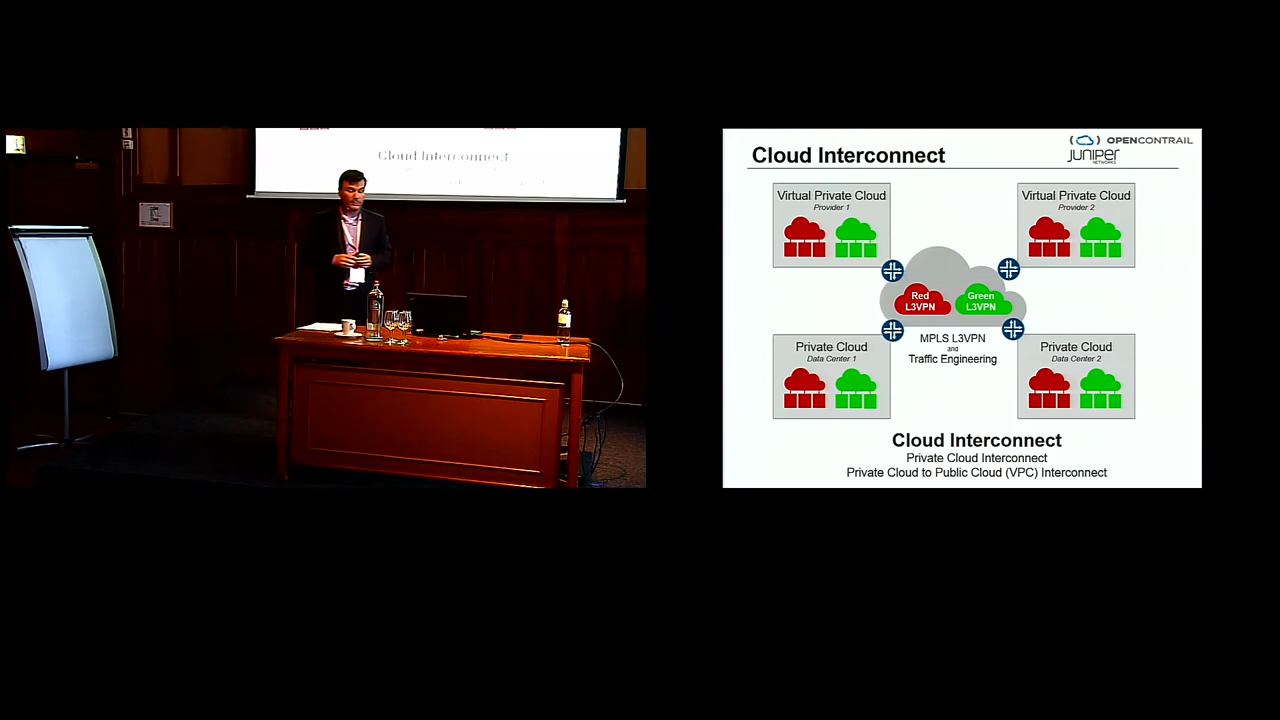 Cloud Interconnect
Cloud Interconnect
OPENCONTRAIL
JUNIPER
NETWORKS
Virtual Private Cloud
Provider 1
Virtual Private Cloud
Provider 2
Red
L3VPN
Green
L3VPN
MPLS L3VPN
and
Traffic Engineering
Private Cloud
Data Center 1
Private Cloud
Data Center 2
Cloud Interconnect
Private Cloud Interconnect
Private Cloud to Public Cloud (VPC) Interconnect